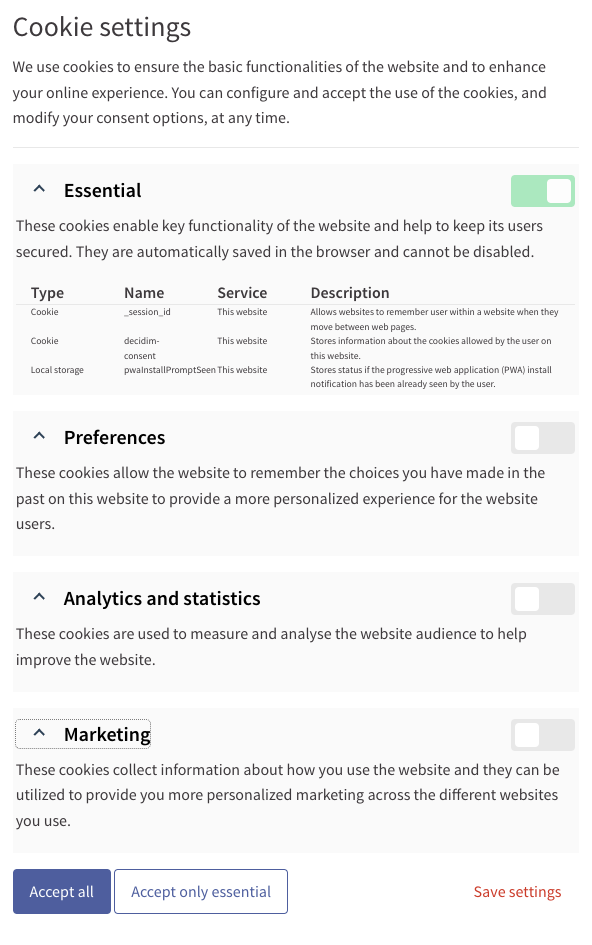 Cookie settings
We use cookies to ensure the basic functionalities of the website and to enhance
your online experience. You can configure and accept the use of the cookies, and
modify your consent options, at any time.
Essential
These cookies enable key functionality of the website and help to keep its users
secured. They are automatically saved in the browser and cannot be disabled.
Type Name Service Description
Cookie _session_id This website Allows websites to remember user within a website when they
move between web pages.
Cookie decidim- This website Stores information about the cookies allowed by the user on
consent this website.
Local storage pwaInstallPromptSeen This website Stores status if the progressive web application (PWA) install
notification has been already seen by the user.
Preferences
These cookies allow the website to remember the choices you have made in the
past on this website to provide a more personalized experience for the website
users.
Analytics and statistics
These cookies are used to measure and analyse the website audience to help
improve the website.
Marketing
These cookies collect information about how you use the website and they can be
utilized to provide you more personalized marketing across the different websites
you use.
Accept all Accept only essential Save settings